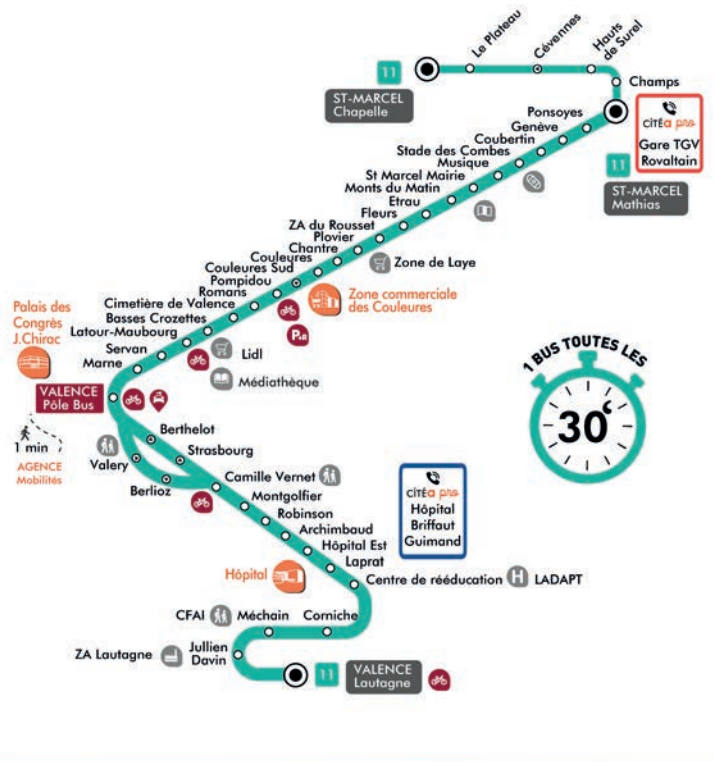 Le Plateau
Cévennes
Hauts
de Surel
11
ST-MARCEL
Chapelle
Champs
CITÉa pro
Gare TGV
Rovaltain
11
ST-MARCEL
Mathias
Ponsoyes
Genève
Coubertin
Stade des Combes
Musique
St Marcel Mairie
Monts du Matin
Etrau
Fleurs
ZA du Rousset
Plovier
Chantre
Zone de Laye
Couleures
Couleures Sud
Pompidou
Zone commerciale
des Couleures
P+R
Romans
Cimetière de Valence
Basses Crozettes
Latour-Maubourg
Lidl
Médiathèque
Servan
Marne
Palais des
Congrès
J.Chirac
VALENCE
Pôle Bus
1 min
AGENCE
Mobilités
1 BUS TOUTES LES
30‘
Berthelot
Strasbourg
Valery
Berlioz
Camille Vernet
Montgolfier
Robinson
Archimbaud
Hôpital Est
Laprat
CITÉa pro
Hôpital
Briffaut
Guimand
Hôpital
Centre de rééducation
H
LADAPT
CFAI
Méchain
Corniche
ZA Lautagne
Jullien
Davin
11
VALENCE
Lautagne